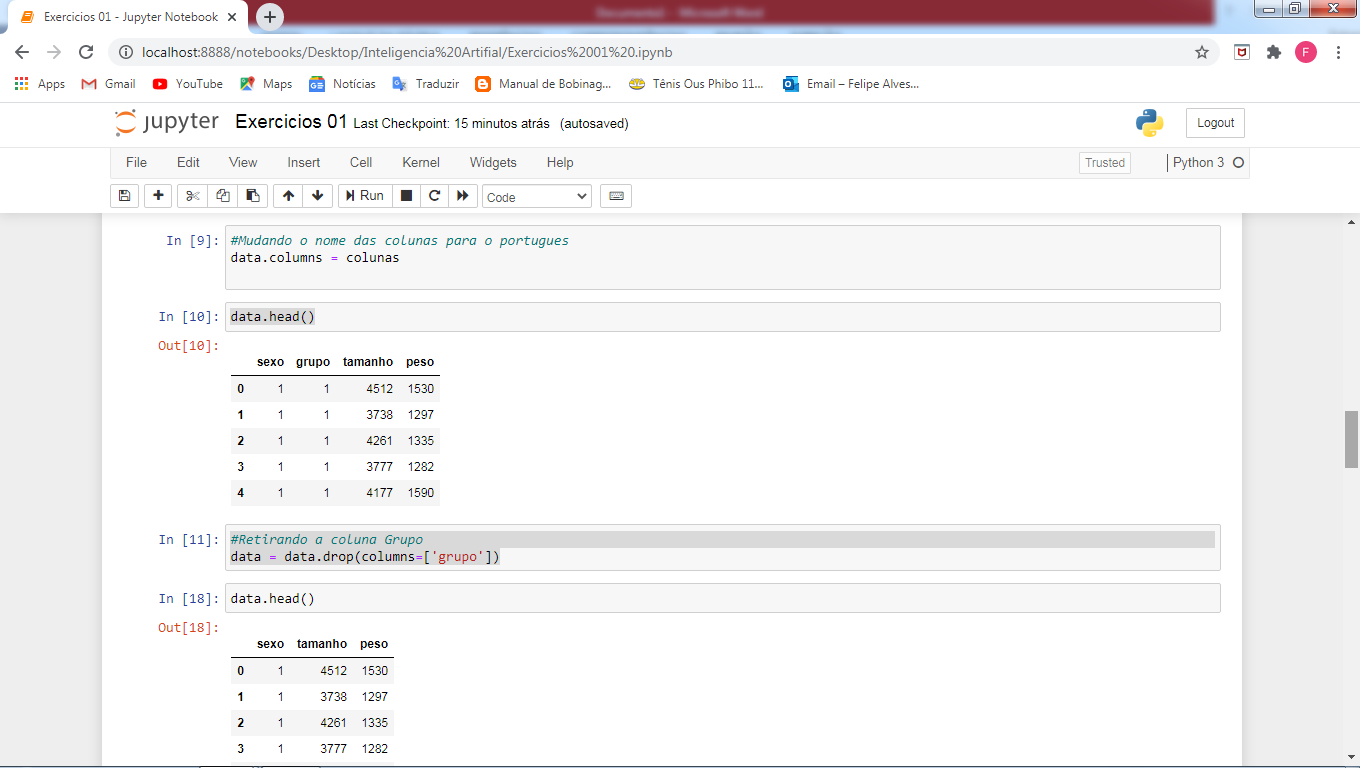 Documento1 - Microsoft Word
Exercicios 01 - Jupyter Notebook
localhost:8888/notebooks/Desktop/Inteligencia%20Artifial/Exercicios%2001%20.ipynb
F
Apps Gmail YouTube Maps Notícias Traduzir Manual de Bobinag... Tênis Ous Phibo 11... Email – Felipe Alves...
jupyter Exercicios 01 Last Checkpoint: 15 minutos atrás (autosaved) Logout
File Edit View Insert Cell Kernel Widgets Help Trusted Python 3
Run Code
In [9]: #Mudando o nome das colunas para o portugues
data.columns = colunas
In [10]: data.head()
Out[10]:
sexo grupo tamanho peso
0 1 1 4512 1530
1 1 1 3738 1297
2 1 1 4261 1335
3 1 1 3777 1282
4 1 1 4177 1590
In [11]: #Retirando a coluna Grupo
data = data.drop(columns=['grupo'])
In [18]: data.head()
Out[18]:
sexo tamanho peso
0 1 4512 1530
1 1 3738 1297
2 1 4261 1335
3 1 3777 1282